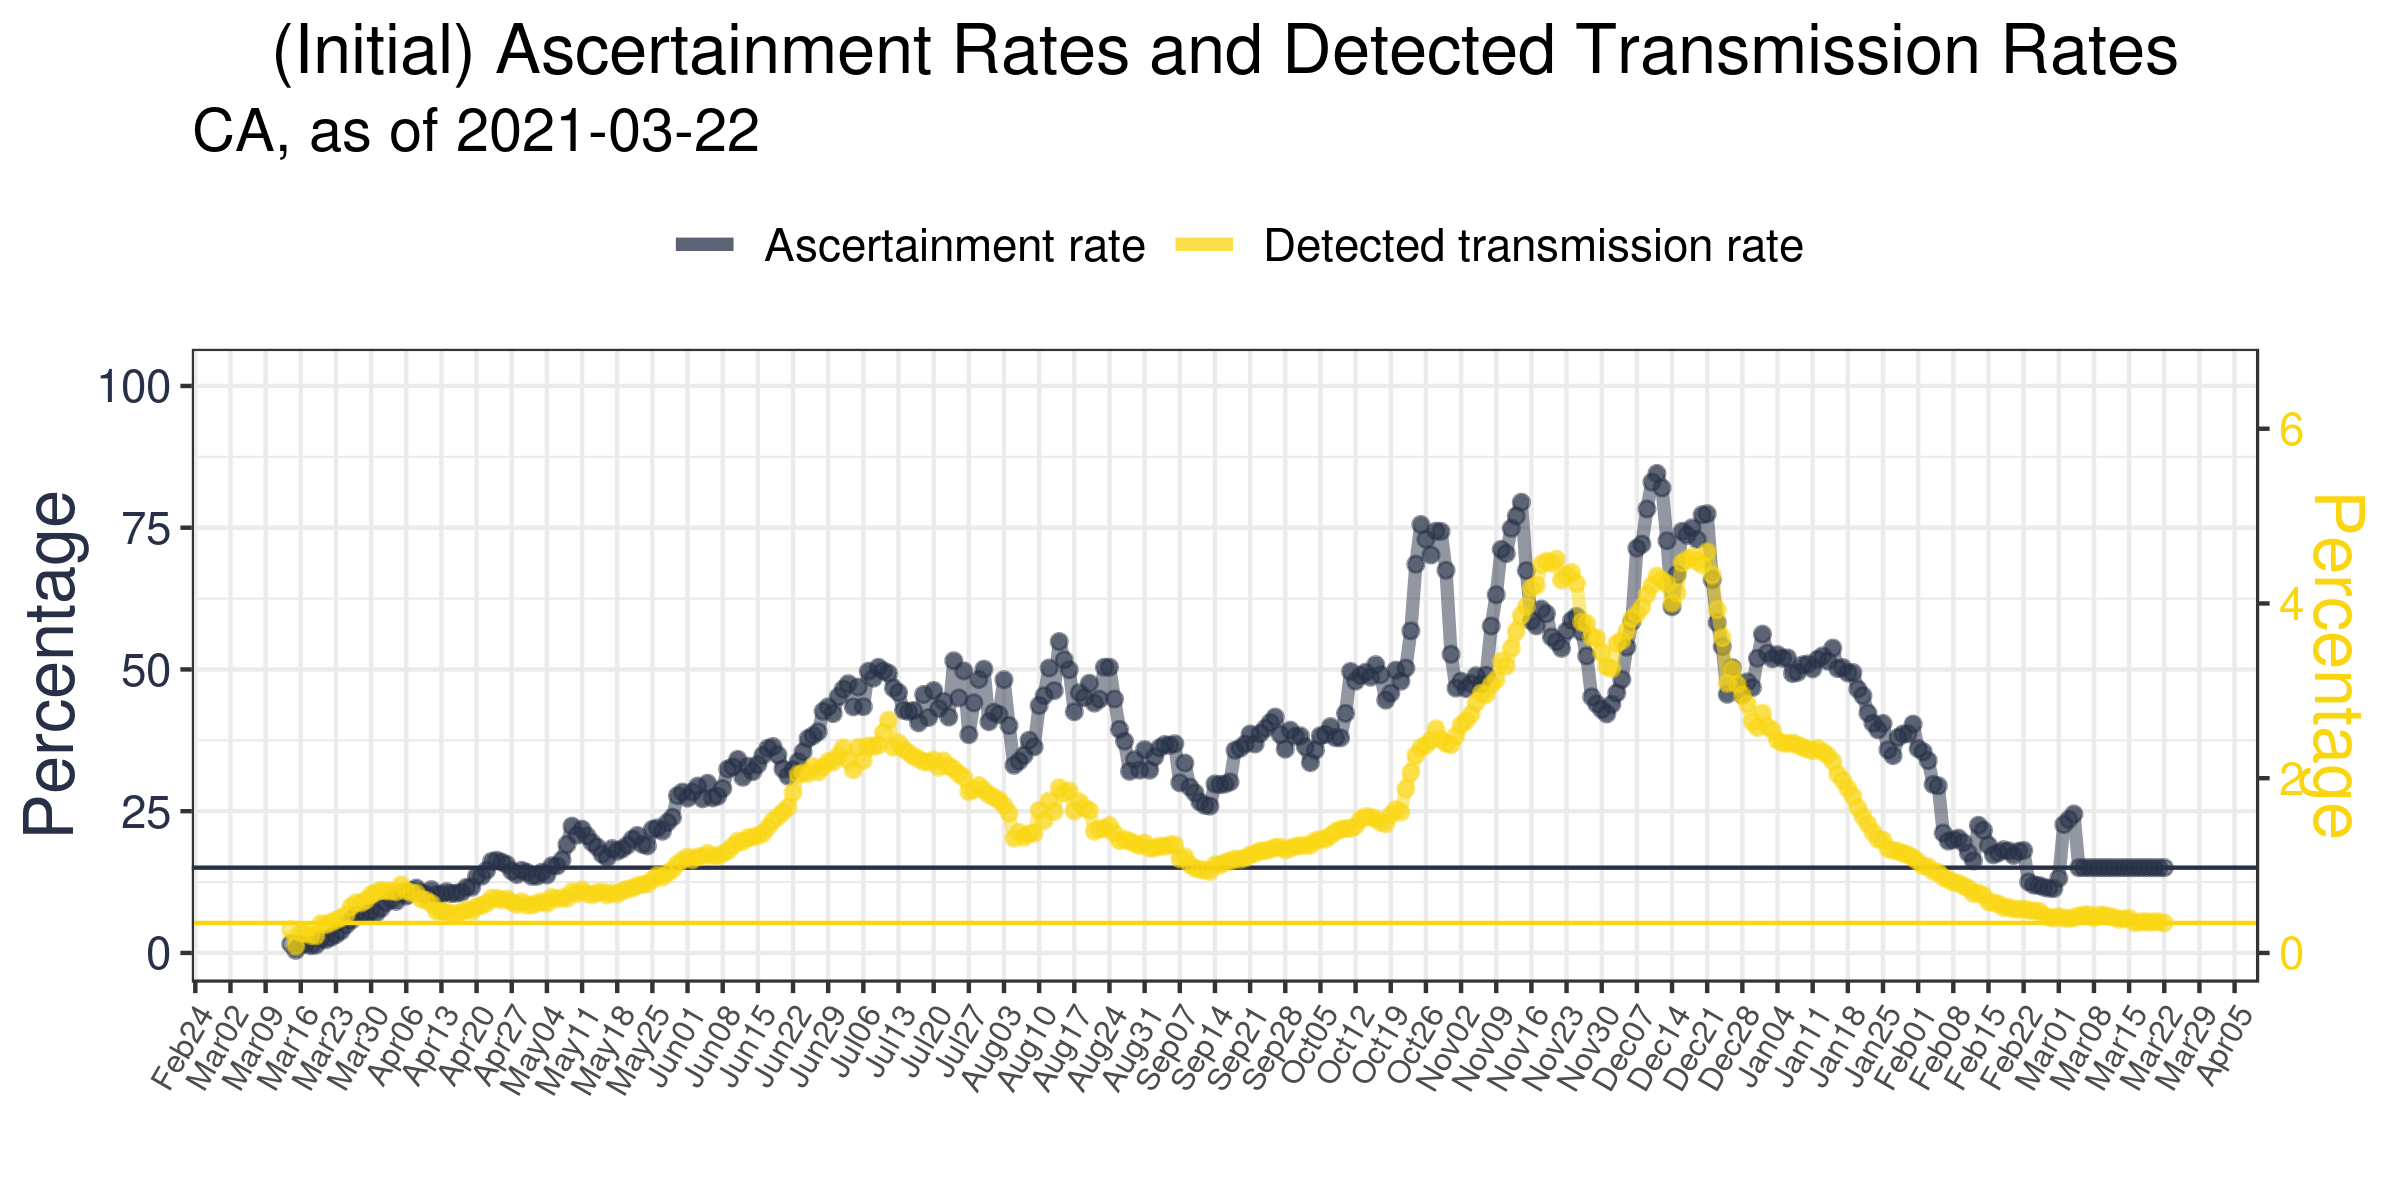 (Initial) Ascertainment Rates and Detected Transmission Rates
CA, as of 2021-03-22
Ascertainment rate
Detected transmission rate
Percentage
100
75
50
25
0
6
4
2
0
Percentage
Feb24
Mar02
Mar09
Mar16
Mar23
Mar30
Apr06
Apr13
Apr20
Apr27
May04
May11
May18
May25
Jun01
Jun08
Jun15
Jun22
Jun29
Jul06
Jul13
Jul20
Jul27
Aug03
Aug10
Aug17
Aug24
Aug31
Sep07
Sep14
Sep21
Sep28
Oct05
Oct12
Oct19
Oct26
Nov02
Nov09
Nov16
Nov23
Nov30
Dec07
Dec14
Dec21
Dec28
Jan04
Jan11
Jan18
Jan25
Feb01
Feb08
Feb15
Feb22
Mar01
Mar08
Mar15
Mar22
Mar29
Apr05